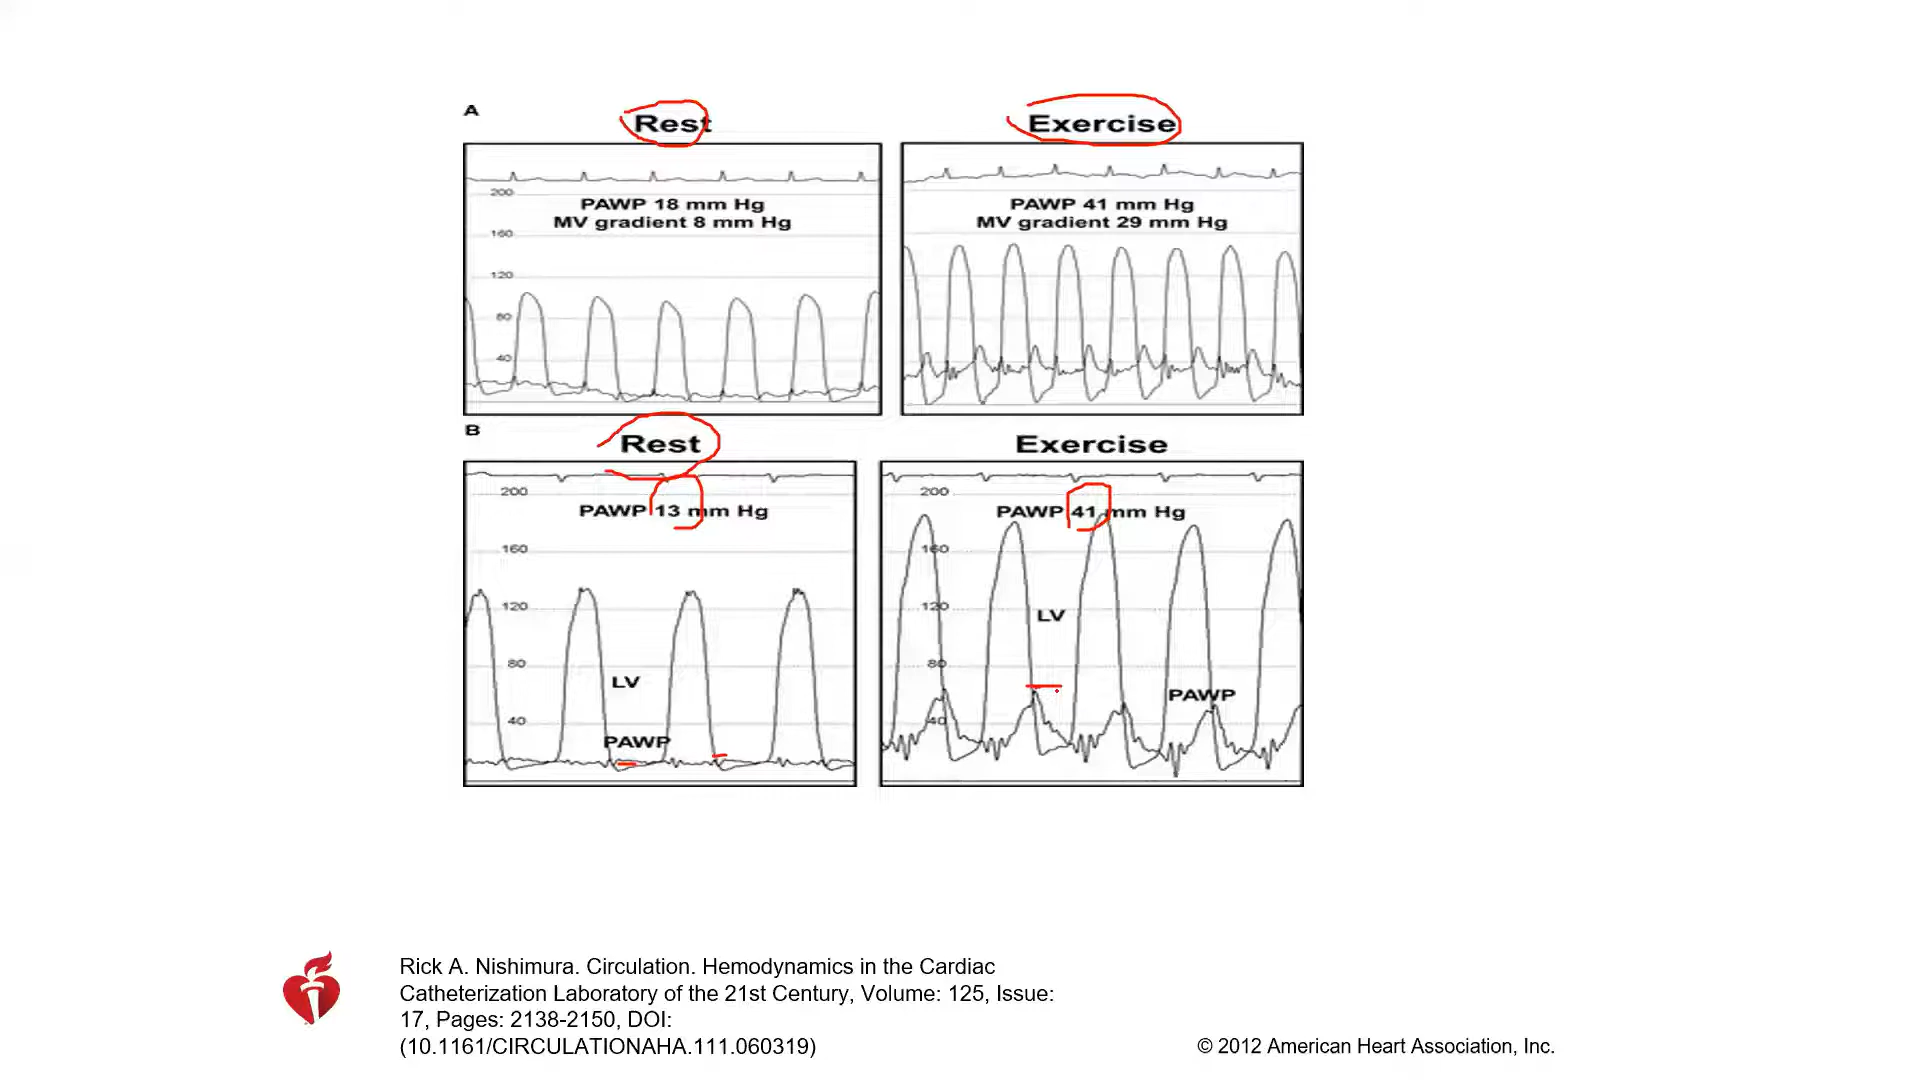 A
Rest
Exercise
200
PAWP 18 mm Hg
MV gradient 8 mm Hg
160
120
80
40
PAWP 41 mm Hg
MV gradient 29 mm Hg
B
Rest
Exercise
200
PAWP 13 mm Hg
160
120
80
LV
40
PAWP
200
PAWP 41 mm Hg
160
120
LV
80
PAWP
40
Rick A. Nishimura. Circulation. Hemodynamics in the Cardiac
Catheterization Laboratory of the 21st Century, Volume: 125, Issue:
17, Pages: 2138-2150, DOI:
(10.1161/CIRCULATIONAHA.111.060319)
© 2012 American Heart Association, Inc.